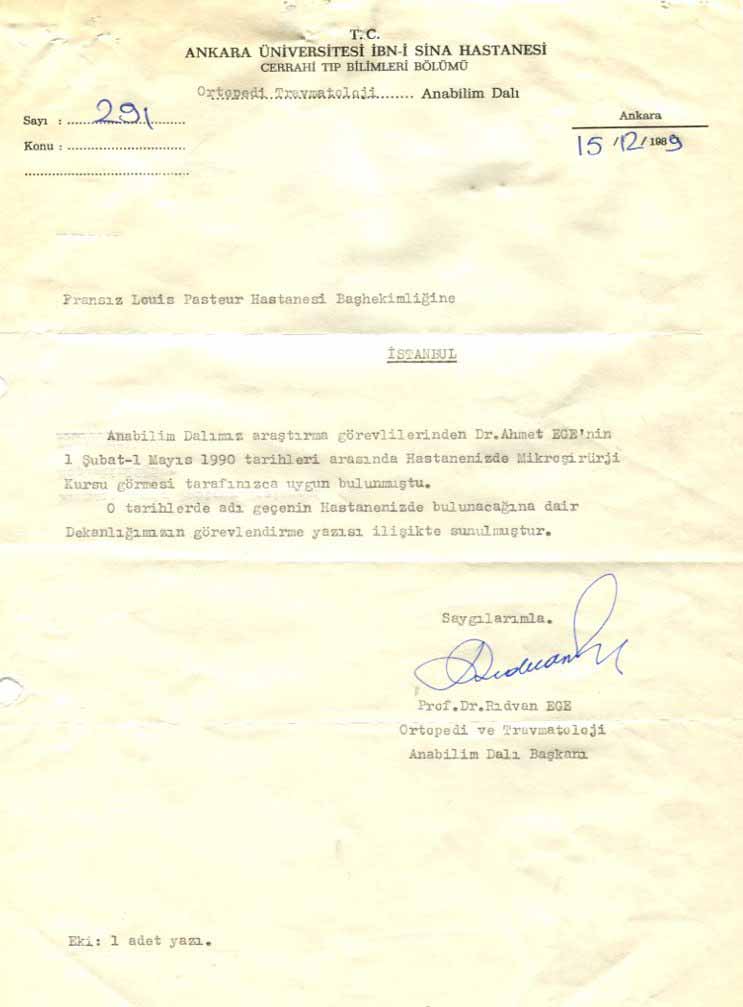 T. C.
ANKARA ÜNİVERSİTESİ İBN-İ SİNA HASTANESİ
CERRAHİ TIP BİLİMLERİ BÖLÜMÜ
Ortopedi Travmatoloji........ Anabilim Dalı
Sayı : 291
Ankara
Konu : ..............................
15/12/1989
Fransız Louis Pasteur Hastanesi Başhekimliğine
İSTANBUL
Anabilim Dalımız araştırma görevlilerinden Dr.Ahmet EGE'nin
1 Şubat-1 Mayıs 1990 tarihleri arasında Hastanenizde Mikroşirürji
Kursu görmesi tarafınızca uygun bulunmuştu.
O tarihlerde adı geçenin Hastanenizde bulunacağına dair
Dekanlığımızın görevlendirme yazısı ilişikte sunulmuştur.
Saygılarımla.
Prof.Dr.Rıdvan EGE
Ortopedi ve Travmatoloji
Anabilim Dalı Başkanı
Eki: 1 adet yazı.